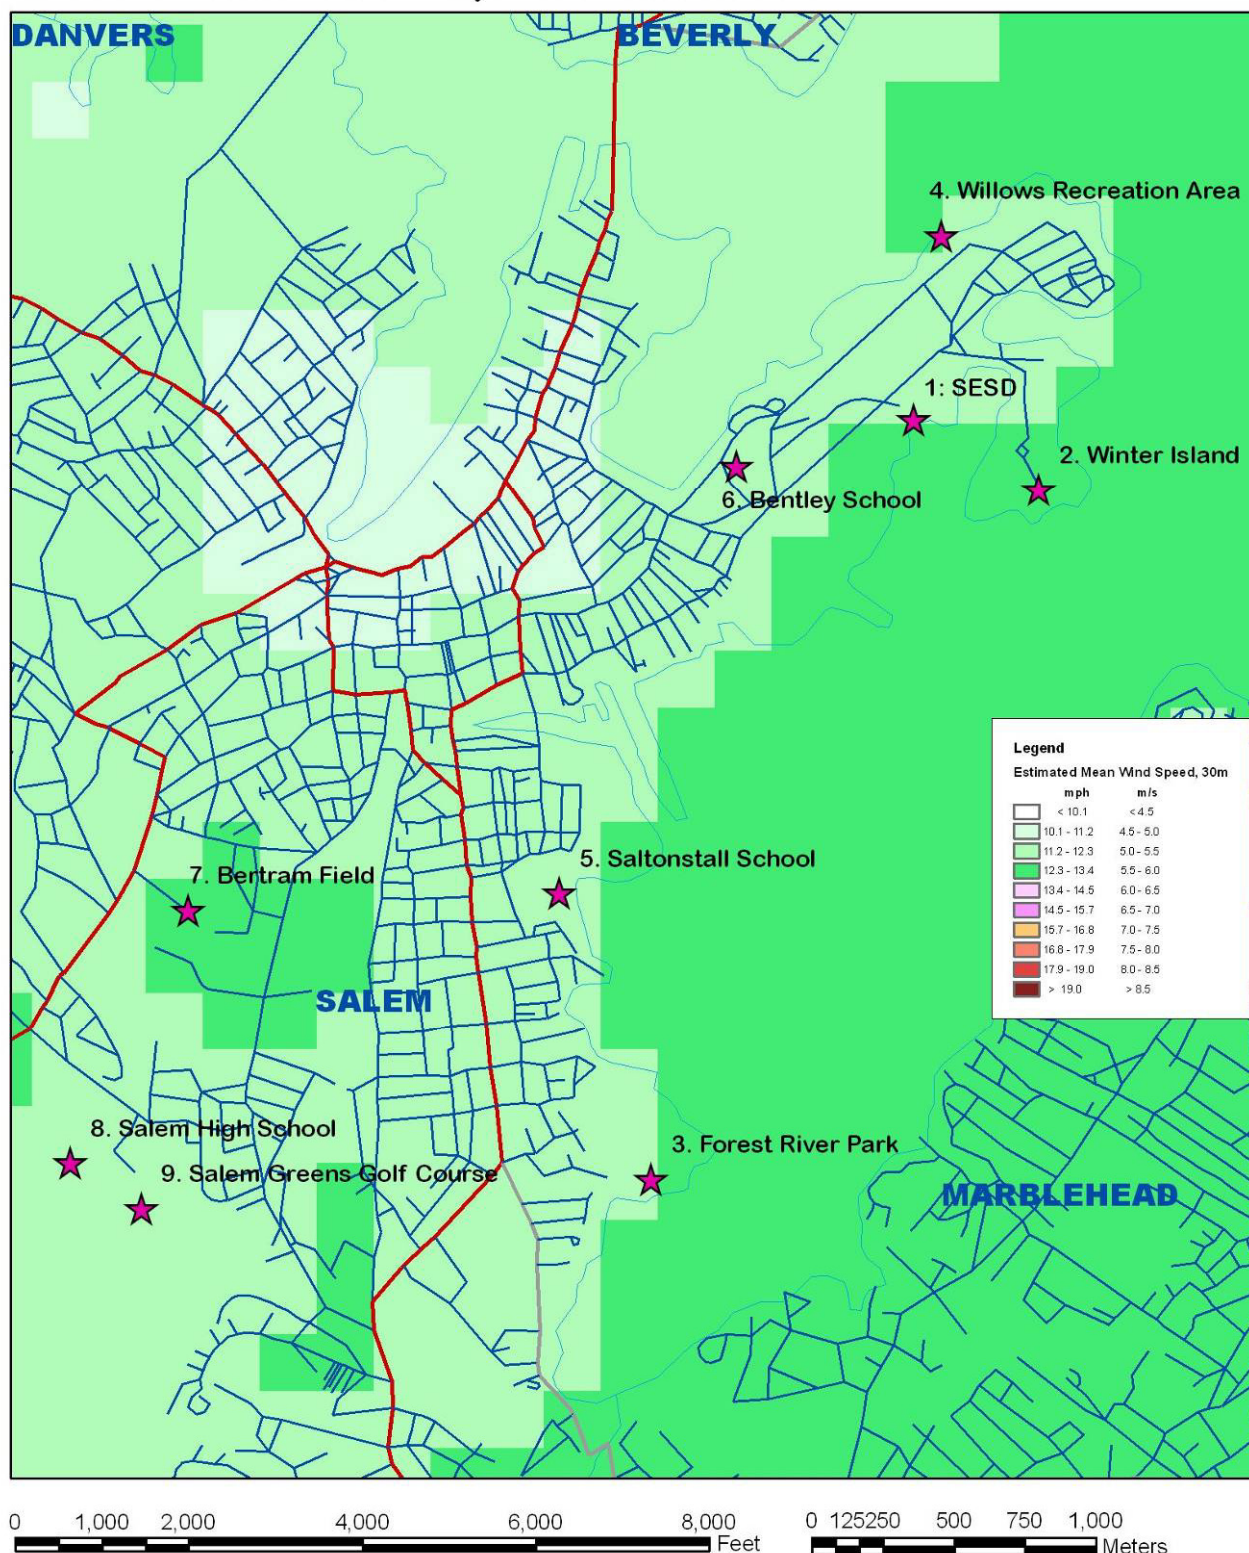 DANVERS
BEVERLY
4. Willows Recreation Area
1: SESD
2. Winter Island
6. Bentley School
Legend
Estimated Mean Wind Speed, 30m
mph m/s
< 10.1 < 4.5
10.1 - 11.2 4.5 - 5.0
11.2 - 12.3 5.0 - 5.5
12.3 - 13.4 5.5 - 6.0
13.4 - 14.5 6.0 - 6.5
14.5 - 15.7 6.5 - 7.0
15.7 - 16.8 7.0 - 7.5
16.8 - 17.9 7.5 - 8.0
17.9 - 19.0 8.0 - 8.5
> 19.0 > 8.5
5. Saltonstall School
7. Bertram Field
SALEM
8. Salem High School
9. Salem Greens Golf Course
3. Forest River Park
MARBLEHEAD
0 1,000 2,000 4,000 6,000 8,000
Feet
0 125250 500 750 1,000
Meters